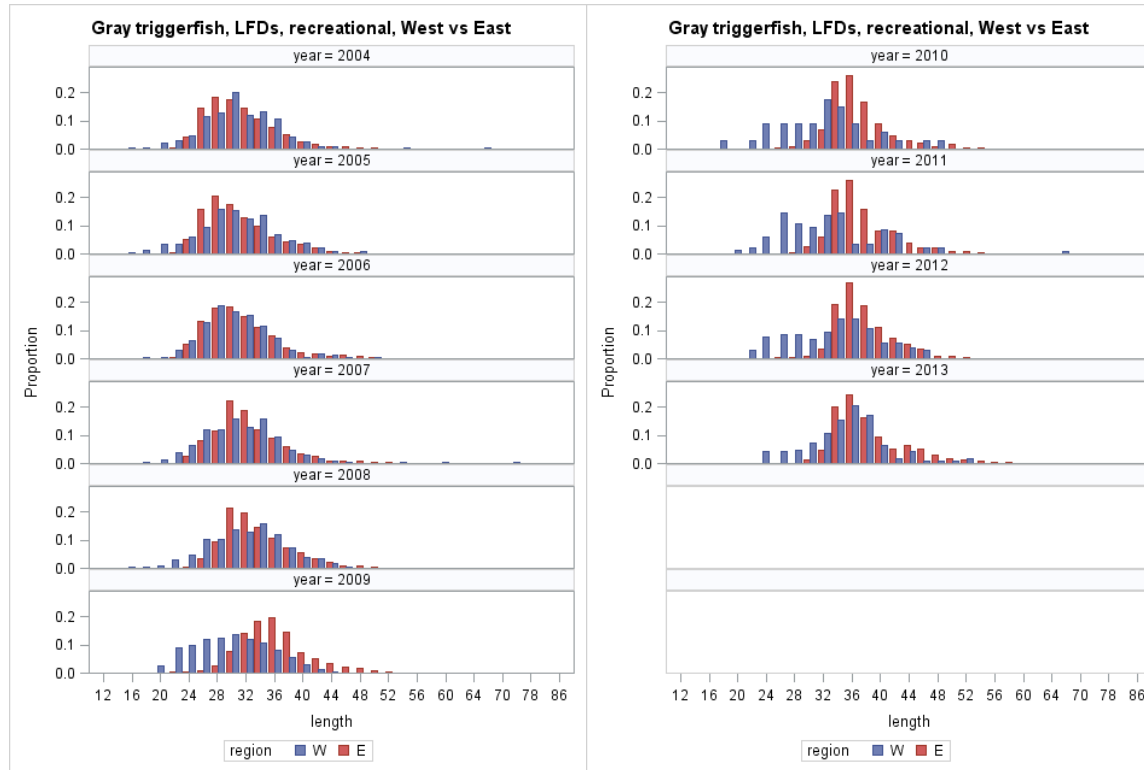 Gray triggerfish, LFDs, recreational, West vs East
year = 2004
0.2
0.1
0.0
year = 2005
0.2
0.1
0.0
year = 2006
0.2
0.1
0.0
year = 2007
0.2
0.1
0.0
year = 2008
0.2
0.1
0.0
year = 2009
0.2
0.1
0.0
Proportion
12 16 20 24 28 32 36 40 44 48 52 56 60 64 70 74 78 86
length
region W E
Gray triggerfish, LFDs, recreational, West vs East
year = 2010
0.2
0.1
0.0
year = 2011
0.2
0.1
0.0
year = 2012
0.2
0.1
0.0
year = 2013
0.2
0.1
0.0
Proportion
12 16 20 24 28 32 36 40 44 48 52 58 64 70 78 86
length
region W E